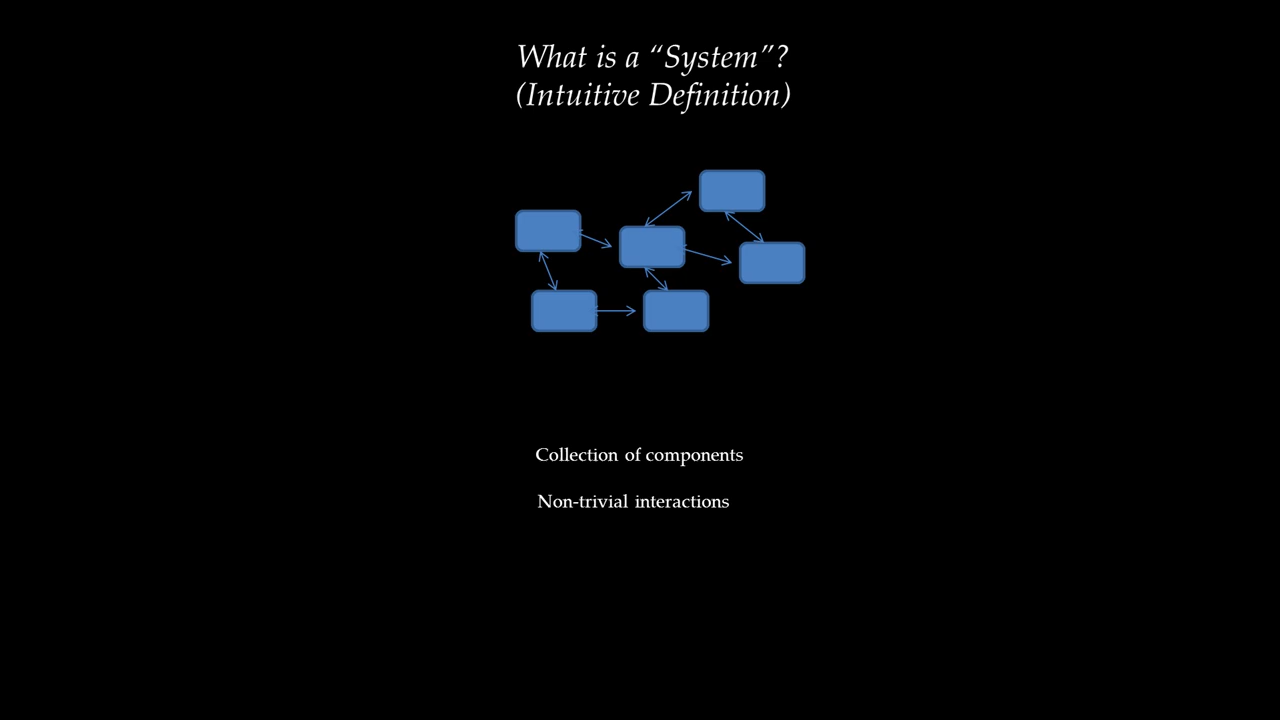 What is a “System”?
(Intuitive Definition)
Collection of components
Non-trivial interactions